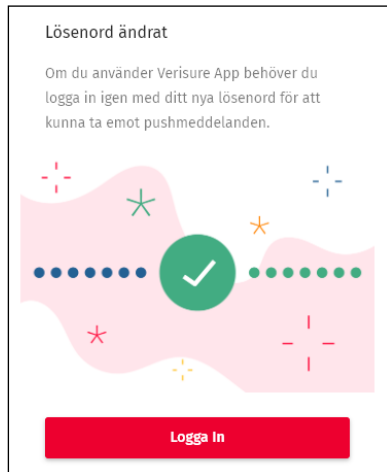 Lösenord ändrat
Om du använder Verisure App behöver du
logga in igen med ditt nya lösenord för att
kunna ta emot pushmeddelanden.
Logga In